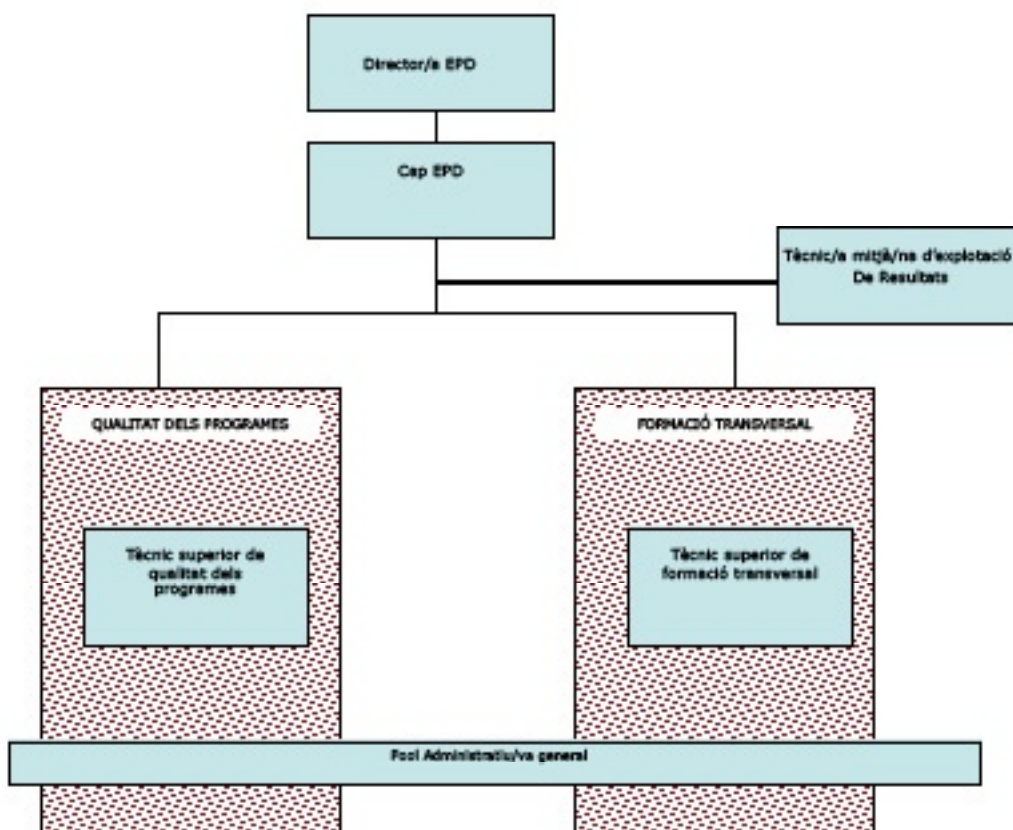 Director/a EPD
Cap EPD
Tècnic/a mitjà/na d'explotació
De Resultats
QUALITAT DELS PROGRAMES
FORMACIÓ TRANSVERSAL
Tècnic superior de
qualitat dels
programes
Tècnic superior de
formació transversal
Pool Administratiu/va general